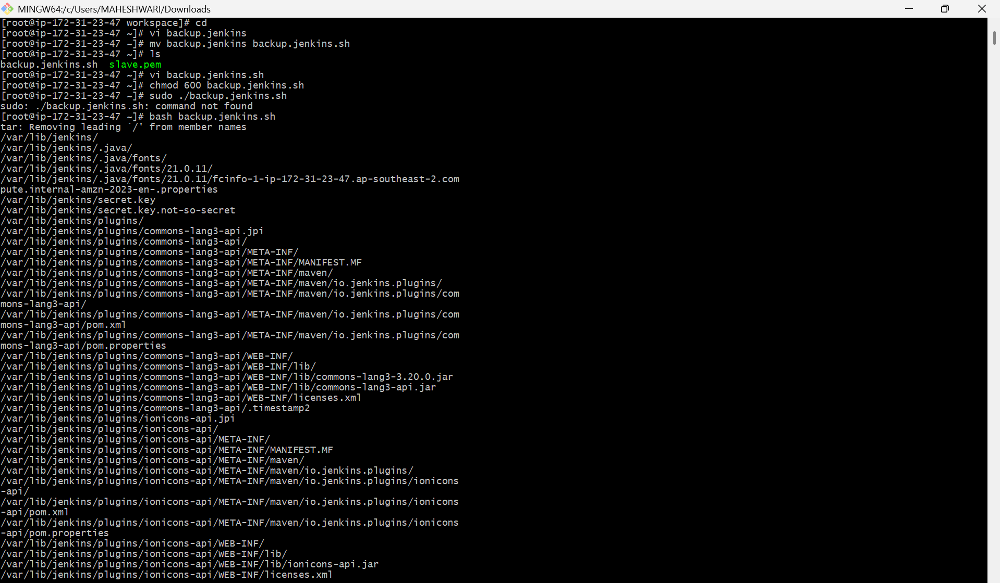 MINGW64:/c/Users/MAHESHWARI/Downloads
[root@ip-172-31-23-47 workspace]# cd
[root@ip-172-31-23-47 ~]# vi backup.jenkins
[root@ip-172-31-23-47 ~]# mv backup.jenkins backup.jenkins.sh
[root@ip-172-31-23-47 ~]# ls
backup.jenkins.sh  slave.pem
[root@ip-172-31-23-47 ~]# vi backup.jenkins.sh
[root@ip-172-31-23-47 ~]# chmod 600 backup.jenkins.sh
[root@ip-172-31-23-47 ~]# sudo ./backup.jenkins.sh
sudo: ./backup.jenkins.sh: command not found
[root@ip-172-31-23-47 ~]# bash backup.jenkins.sh
tar: Removing leading `/' from member names
/var/lib/jenkins/
/var/lib/jenkins/.java/
/var/lib/jenkins/.java/fonts/
/var/lib/jenkins/.java/fonts/21.0.11/
/var/lib/jenkins/.java/fonts/21.0.11/fcinfo-1-ip-172-31-23-47.ap-southeast-2.com
pute.internal-amzn-2023-en-.properties
/var/lib/jenkins/secret.key
/var/lib/jenkins/secret.key.not-so-secret
/var/lib/jenkins/plugins/
/var/lib/jenkins/plugins/commons-lang3-api.jpi
/var/lib/jenkins/plugins/commons-lang3-api/
/var/lib/jenkins/plugins/commons-lang3-api/META-INF/
/var/lib/jenkins/plugins/commons-lang3-api/META-INF/MANIFEST.MF
/var/lib/jenkins/plugins/commons-lang3-api/META-INF/maven/
/var/lib/jenkins/plugins/commons-lang3-api/META-INF/maven/io.jenkins.plugins/
/var/lib/jenkins/plugins/commons-lang3-api/META-INF/maven/io.jenkins.plugins/com
mons-lang3-api/
/var/lib/jenkins/plugins/commons-lang3-api/META-INF/maven/io.jenkins.plugins/com
mons-lang3-api/pom.xml
/var/lib/jenkins/plugins/commons-lang3-api/META-INF/maven/io.jenkins.plugins/com
mons-lang3-api/pom.properties
/var/lib/jenkins/plugins/commons-lang3-api/WEB-INF/
/var/lib/jenkins/plugins/commons-lang3-api/WEB-INF/lib/
/var/lib/jenkins/plugins/commons-lang3-api/WEB-INF/lib/commons-lang3-3.20.0.jar
/var/lib/jenkins/plugins/commons-lang3-api/WEB-INF/lib/commons-lang3-api.jar
/var/lib/jenkins/plugins/commons-lang3-api/WEB-INF/licenses.xml
/var/lib/jenkins/plugins/commons-lang3-api/.timestamp2
/var/lib/jenkins/plugins/ionicons-api.jpi
/var/lib/jenkins/plugins/ionicons-api/
/var/lib/jenkins/plugins/ionicons-api/META-INF/
/var/lib/jenkins/plugins/ionicons-api/META-INF/MANIFEST.MF
/var/lib/jenkins/plugins/ionicons-api/META-INF/maven/
/var/lib/jenkins/plugins/ionicons-api/META-INF/maven/io.jenkins.plugins/
/var/lib/jenkins/plugins/ionicons-api/META-INF/maven/io.jenkins.plugins/ionicons
-api/
/var/lib/jenkins/plugins/ionicons-api/META-INF/maven/io.jenkins.plugins/ionicons
-api/pom.xml
/var/lib/jenkins/plugins/ionicons-api/META-INF/maven/io.jenkins.plugins/ionicons
-api/pom.properties
/var/lib/jenkins/plugins/ionicons-api/WEB-INF/
/var/lib/jenkins/plugins/ionicons-api/WEB-INF/lib/
/var/lib/jenkins/plugins/ionicons-api/WEB-INF/lib/ionicons-api.jar
/var/lib/jenkins/plugins/ionicons-api/WEB-INF/licenses.xml